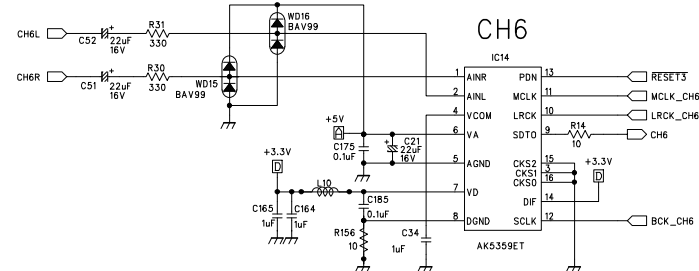 CH6
CH6L
C52
+
22uF
16V
R31
330
WD16
BAV99
CH6R
C51
+
22uF
16V
R30
330
WD15
BAV99
IC14
1 AINR
2 AINL
4 VCOM
6 VA
5 AGND
7 VD
8 DGND
PDN 13
MCLK 11
LRCK 10
SDTO 9
CKS2 15
CKS1 3
CKS0 16
DIF 14
SCLK 12
AK5359ET
RESET3
MCLK_CH6
LRCK_CH6
R14
10
CH6
+3.3V
D
BCK_CH6
+5V
A
C175
0.1uF
+
C21
22uF
16V
+3.3V
D
L10
C165
1uF
C164
1uF
C185
0.1uF
R156
10
C34
1uF